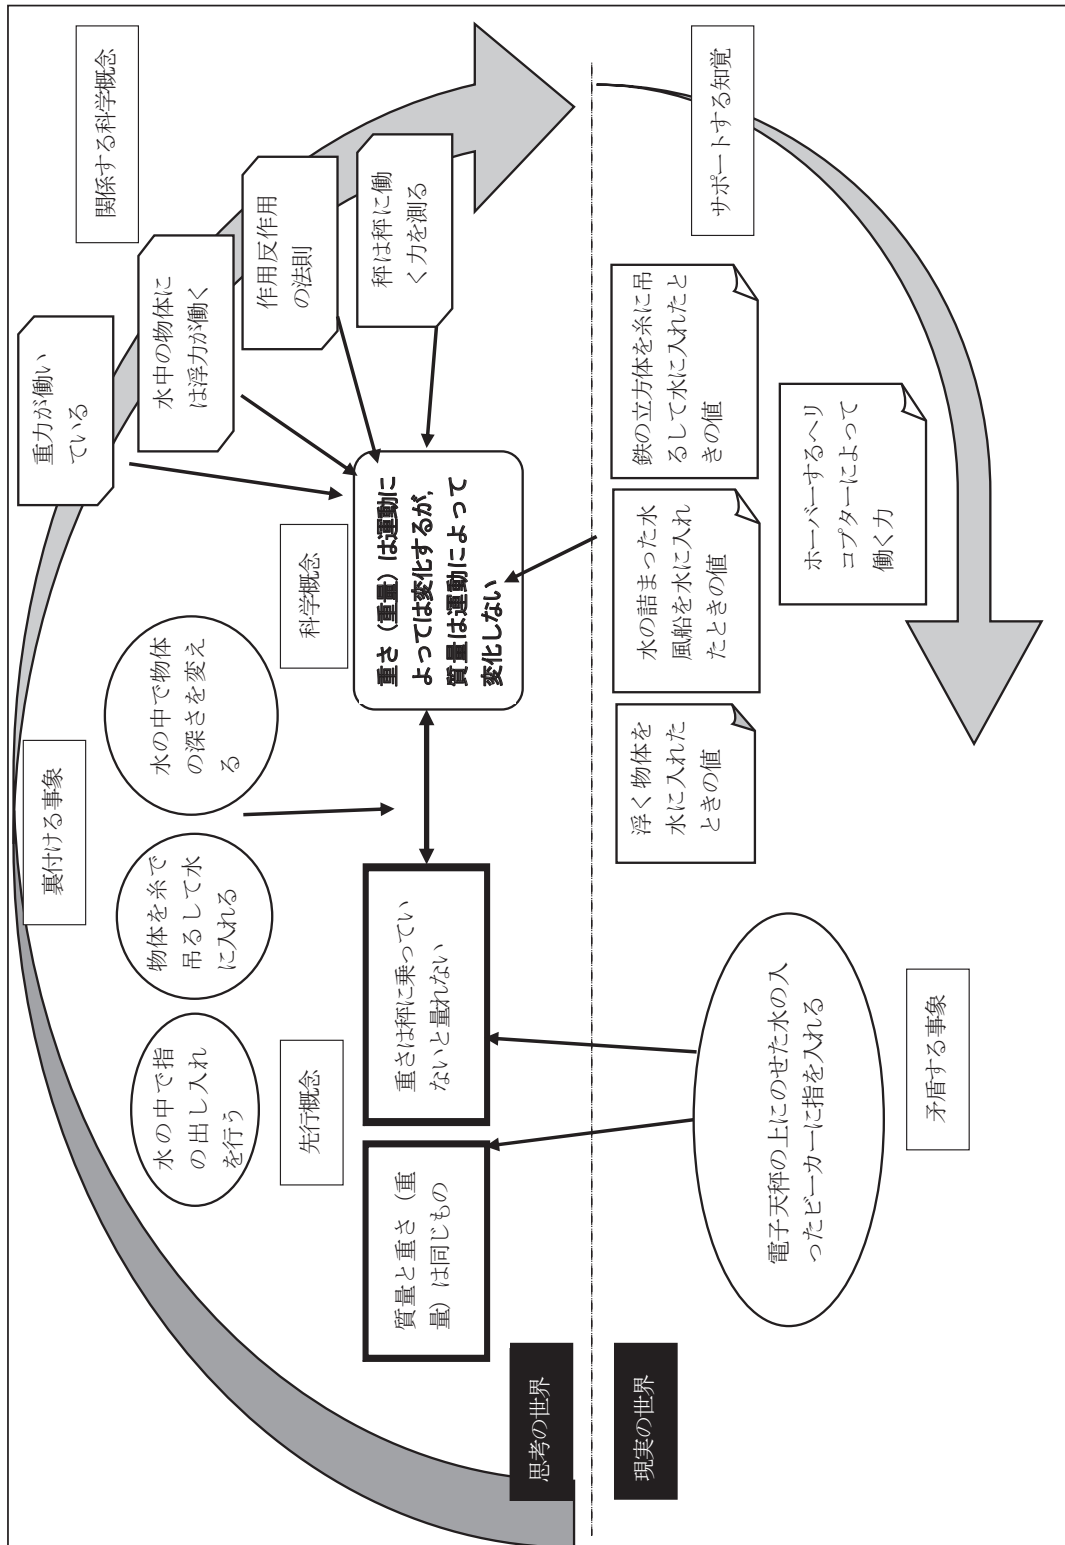 裏付ける事象
関係する科学概念
水の中で指
の出し入れ
を行う
物体を糸で
吊るして水
に入れる
水の中で物体
の深さを変え
る
重力が働い
ている
水中の物体に
は浮力が働く
作用反作用
の法則
秤は秤に働
く力を測る
先行概念
科学概念
質量と重さ（重
量）は同じもの
重さは秤に乗ってい
ないと量れない
重さ（重量）は運動に
よっては変化するが，
質量は運動によって
変化しない
思考の世界
現実の世界
電子天秤の上にのせた水の入
ったビーカーに指を入れる
矛盾する事象
浮く物体を
水に入れた
ときの値
水の詰まった水
風船を水に入れ
たときの値
鉄の立方体を糸に吊
るして水に入れたと
きの値
ホーバーするヘリ
コプターによって
働く力
サポートする知覚